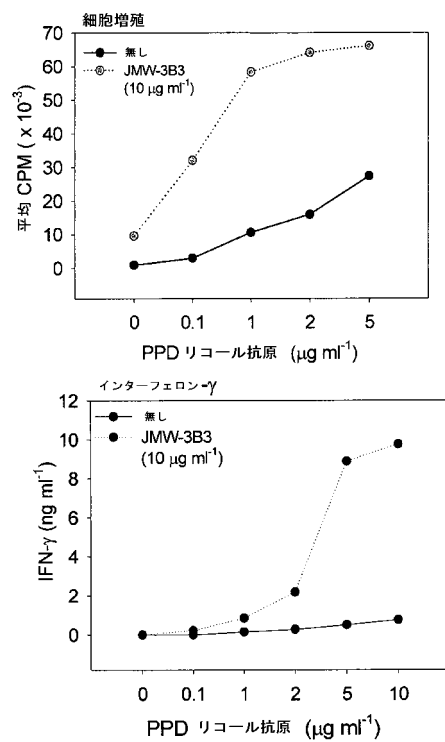 細胞増殖
無し
JMW-3B3
(10 μg ml⁻¹)
平均 CPM ( x 10⁻³)
70
60
50
40
30
20
10
0
0 0.1 1 2 5
PPD リコール抗原 (μg ml⁻¹)
インターフェロン-γ
無し
JMW-3B3
(10 μg ml⁻¹)
IFN-γ (ng ml⁻¹)
12
10
8
6
4
2
0
0 0.1 1 2 5 10
PPD リコール抗原 (μg ml⁻¹)